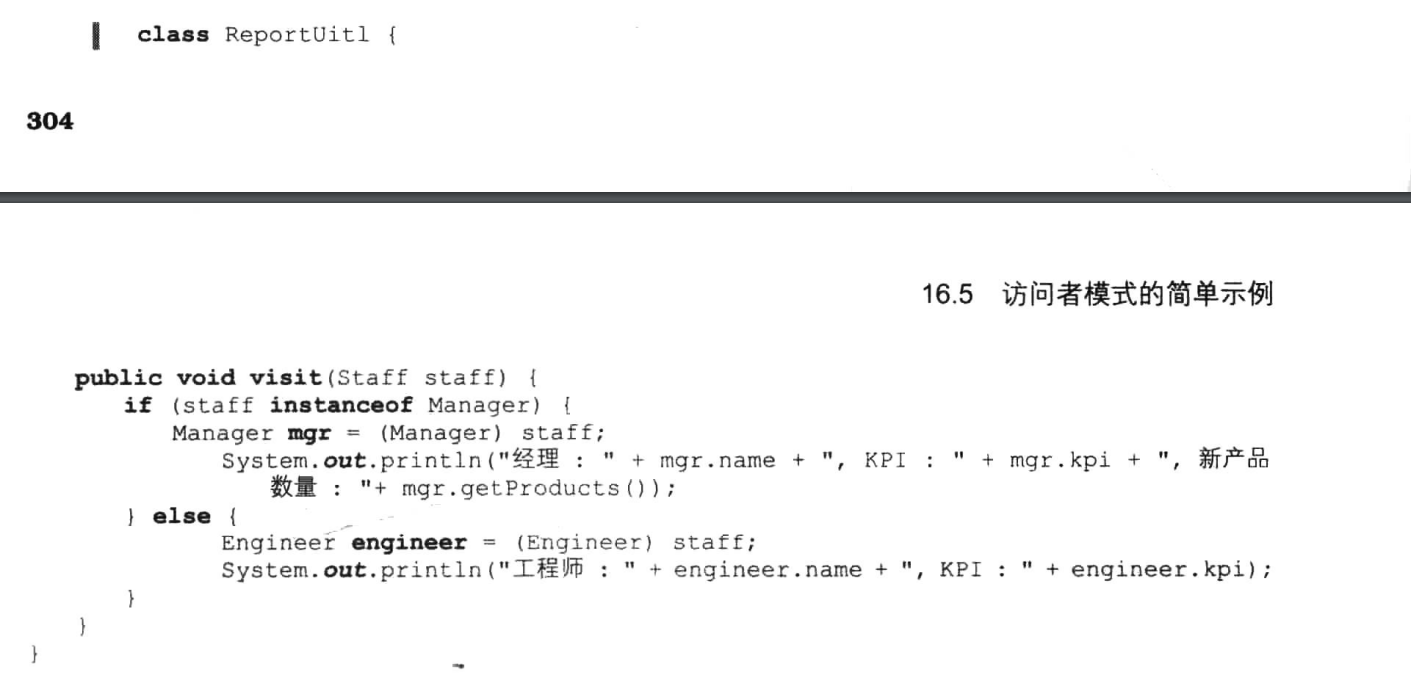 class ReportUitl {
304
16.5 访问者模式的简单示例
public void visit(Staff staff) {
if (staff instanceof Manager) {
Manager mgr = (Manager) staff;
System.out.println("经理 : " + mgr.name + ", KPI : " + mgr.kpi + ", 新产品
数量 : "+ mgr.getProducts());
} else {
Engineer engineer = (Engineer) staff;
System.out.println("工程师 : " + engineer.name + ", KPI : " + engineer.kpi);
}
}
}